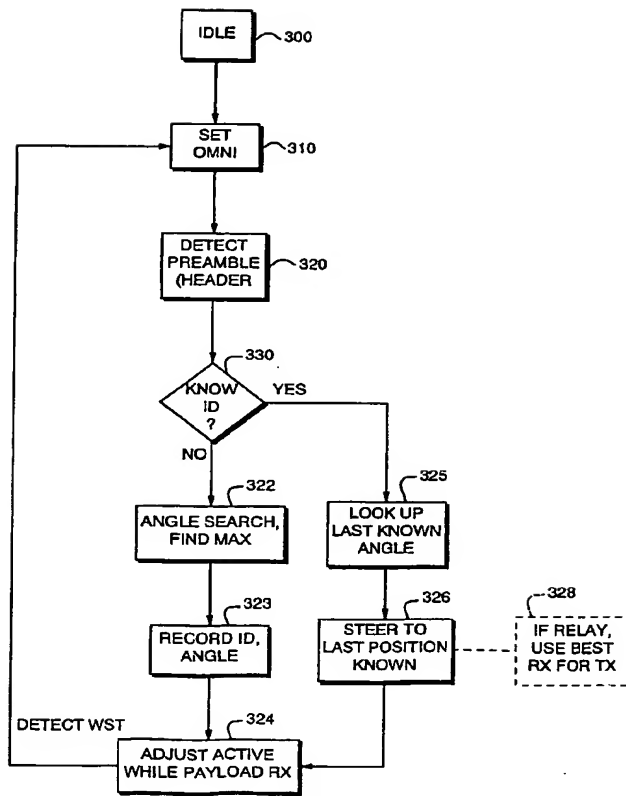 IDLE
300
SET
OMNI
310
DETECT
PREAMBLE
(HEADER
320
330
KNOW
ID
?
YES
NO
322
ANGLE SEARCH,
FIND MAX
325
LOOK UP
LAST KNOWN
ANGLE
323
RECORD ID,
ANGLE
326
STEER TO
LAST POSITION
KNOWN
328
IF RELAY,
USE BEST
RX FOR TX
DETECT WST
324
ADJUST ACTIVE
WHILE PAYLOAD RX